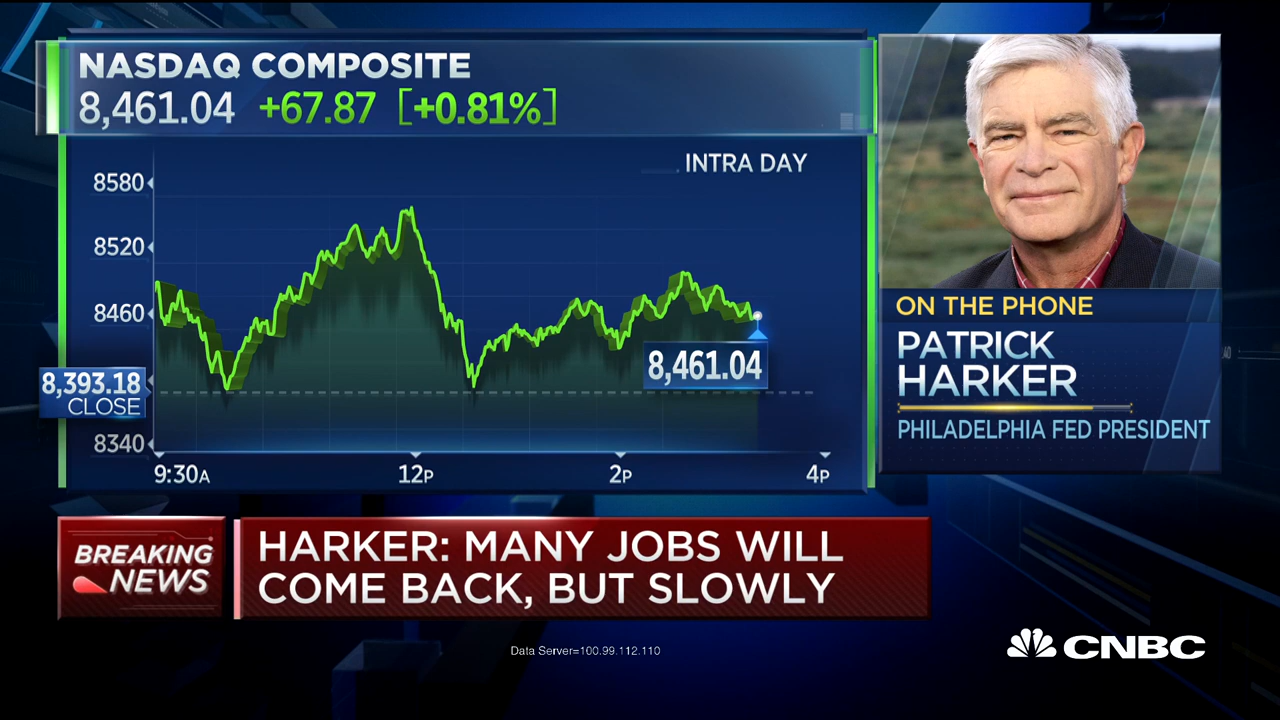 NASDAQ COMPOSITE
8,461.04 +67.87 [+0.81%]
INTRA DAY
8580
8520
8460
8,393.18
CLOSE
8340
8,461.04
9:30A 12P 2P 4P
ON THE PHONE
PATRICK
HARKER
PHILADELPHIA FED PRESIDENT
BREAKING
NEWS
HARKER: MANY JOBS WILL
COME BACK, BUT SLOWLY
Data Server=100.99.112.110
CNBC